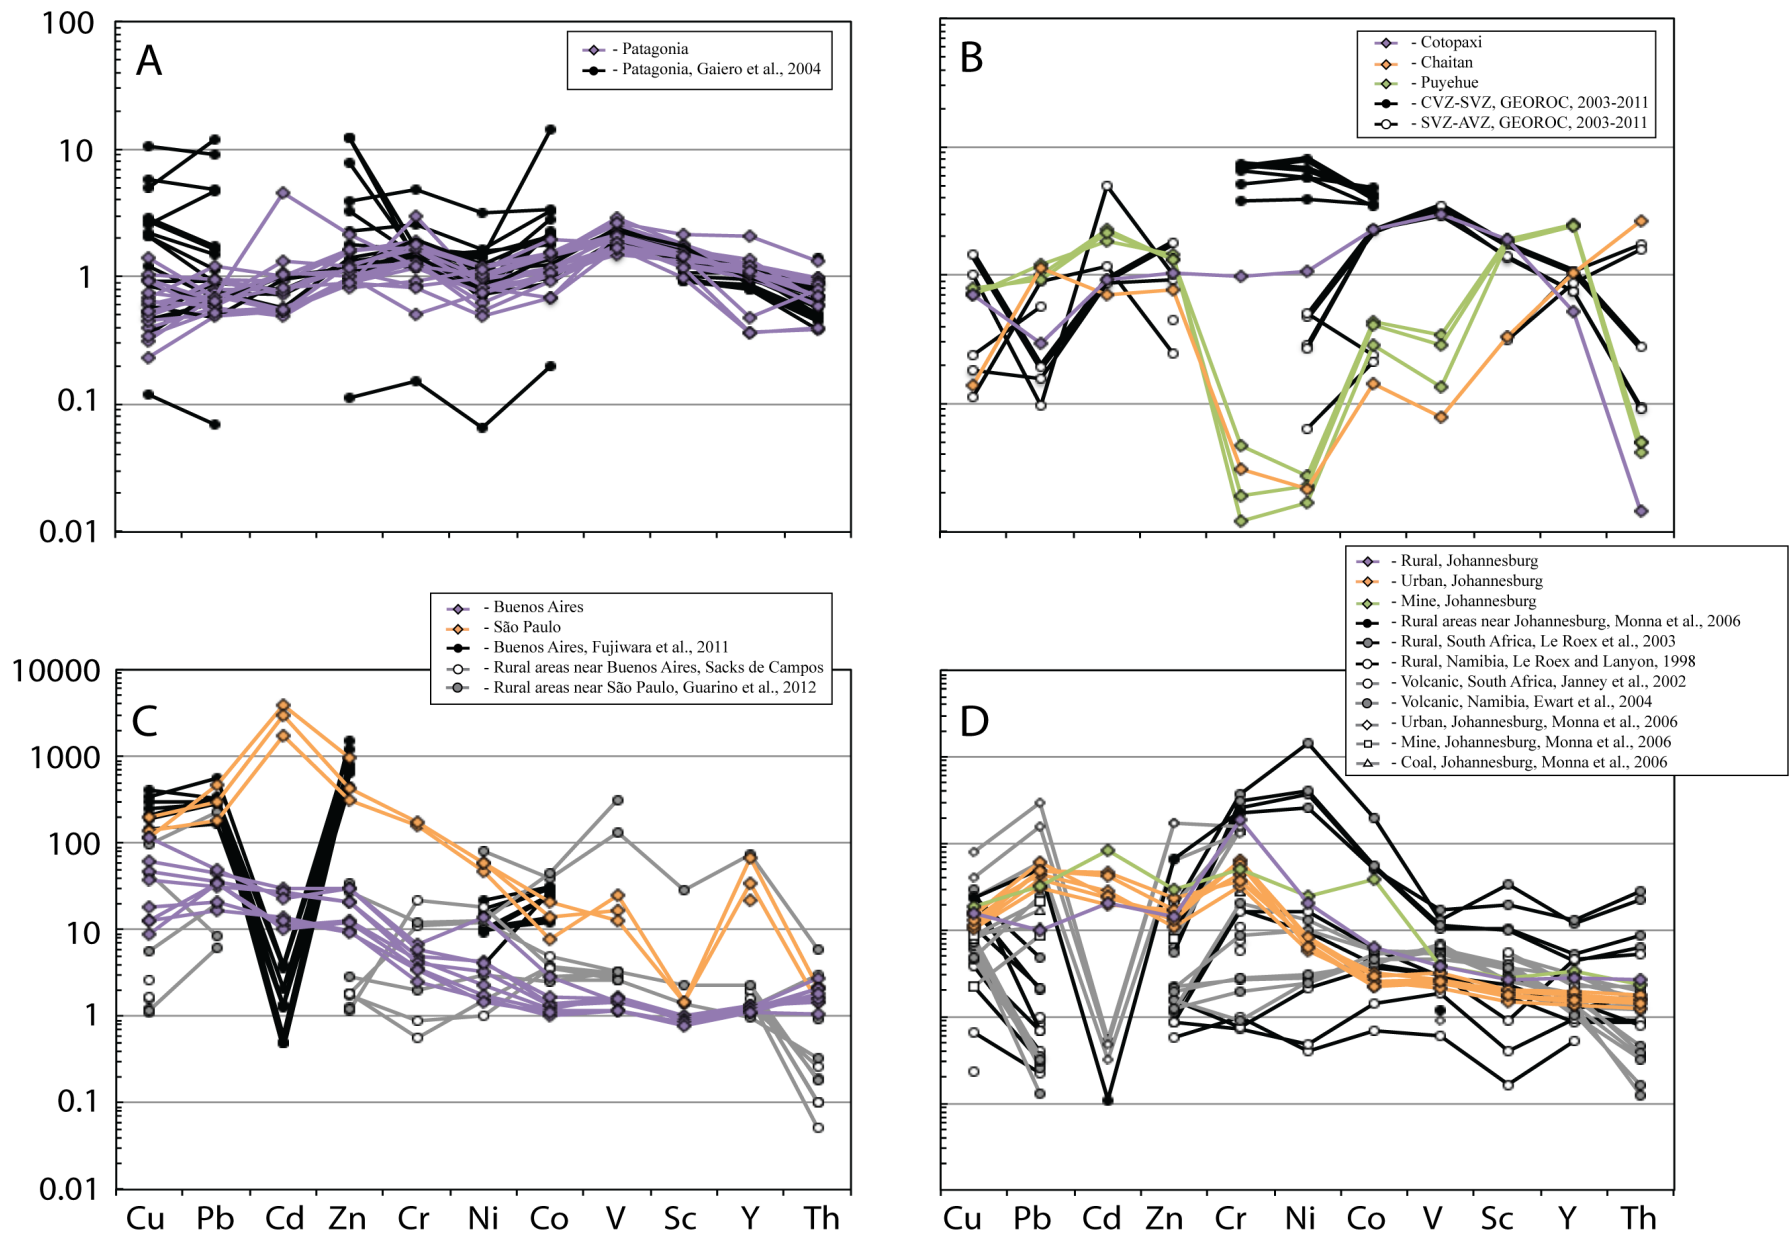 100
10
1
0.1
0.01
A
- Patagonia
- Patagonia, Gaiero et al., 2004
B
- Cotopaxi
- Chaitan
- Puyehue
- CVZ-SVZ, GEOROC, 2003-2011
- SVZ-AVZ, GEOROC, 2003-2011
10000
1000
100
10
1
0.1
0.01
C
- Buenos Aires
- São Paulo
- Buenos Aires, Fujiwara et al., 2011
- Rural areas near Buenos Aires, Sacks de Campos
- Rural areas near São Paulo, Guarino et al., 2012
Cu Pb Cd Zn Cr Ni Co V Sc Y Th
D
- Rural, Johannesburg
- Urban, Johannesburg
- Mine, Johannesburg
- Rural areas near Johannesburg, Monna et al., 2006
- Rural, South Africa, Le Roex et al., 2003
- Rural, Namibia, Le Roex and Lanyon, 1998
- Volcanic, South Africa, Janney et al., 2002
- Volcanic, Namibia, Ewart et al., 2004
- Urban, Johannesburg, Monna et al., 2006
- Mine, Johannesburg, Monna et al., 2006
- Coal, Johannesburg, Monna et al., 2006
Cu Pb Cd Zn Cr Ni Co V Sc Y Th